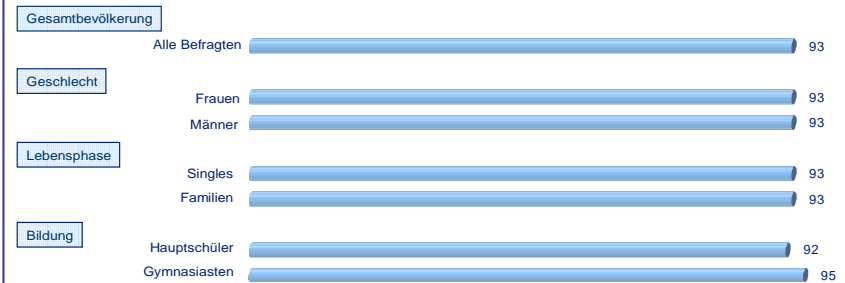 Gesamtbevölkerung
Alle Befragten 93
Geschlecht
Frauen 93
Männer 93
Lebensphase
Singles 93
Familien 93
Bildung
Hauptschüler 92
Gymnasiasten 95